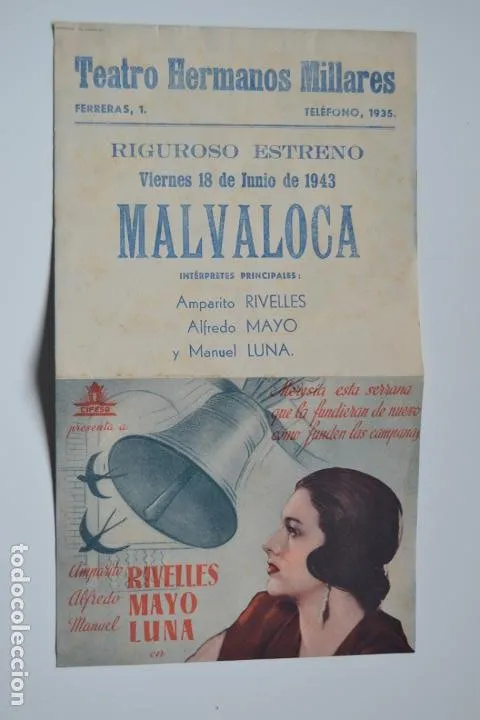 Teatro Hermanos Millares
FERRERAS, 1.
TELÉFONO, 1935.
RIGUROSO ESTRENO
Viernes 18 de Junio de 1943
MALVALOCA
INTÉRPRETES PRINCIPALES:
Amparito RIVELLES
Alfredo MAYO
y Manuel LUNA.
CIFESA
presenta a
Meresía esta serrana
que la fundieran de nuevo
como funden las campanas
Amparito RIVELLES
Alfredo MAYO
Manuel LUNA
en
todocoleccion